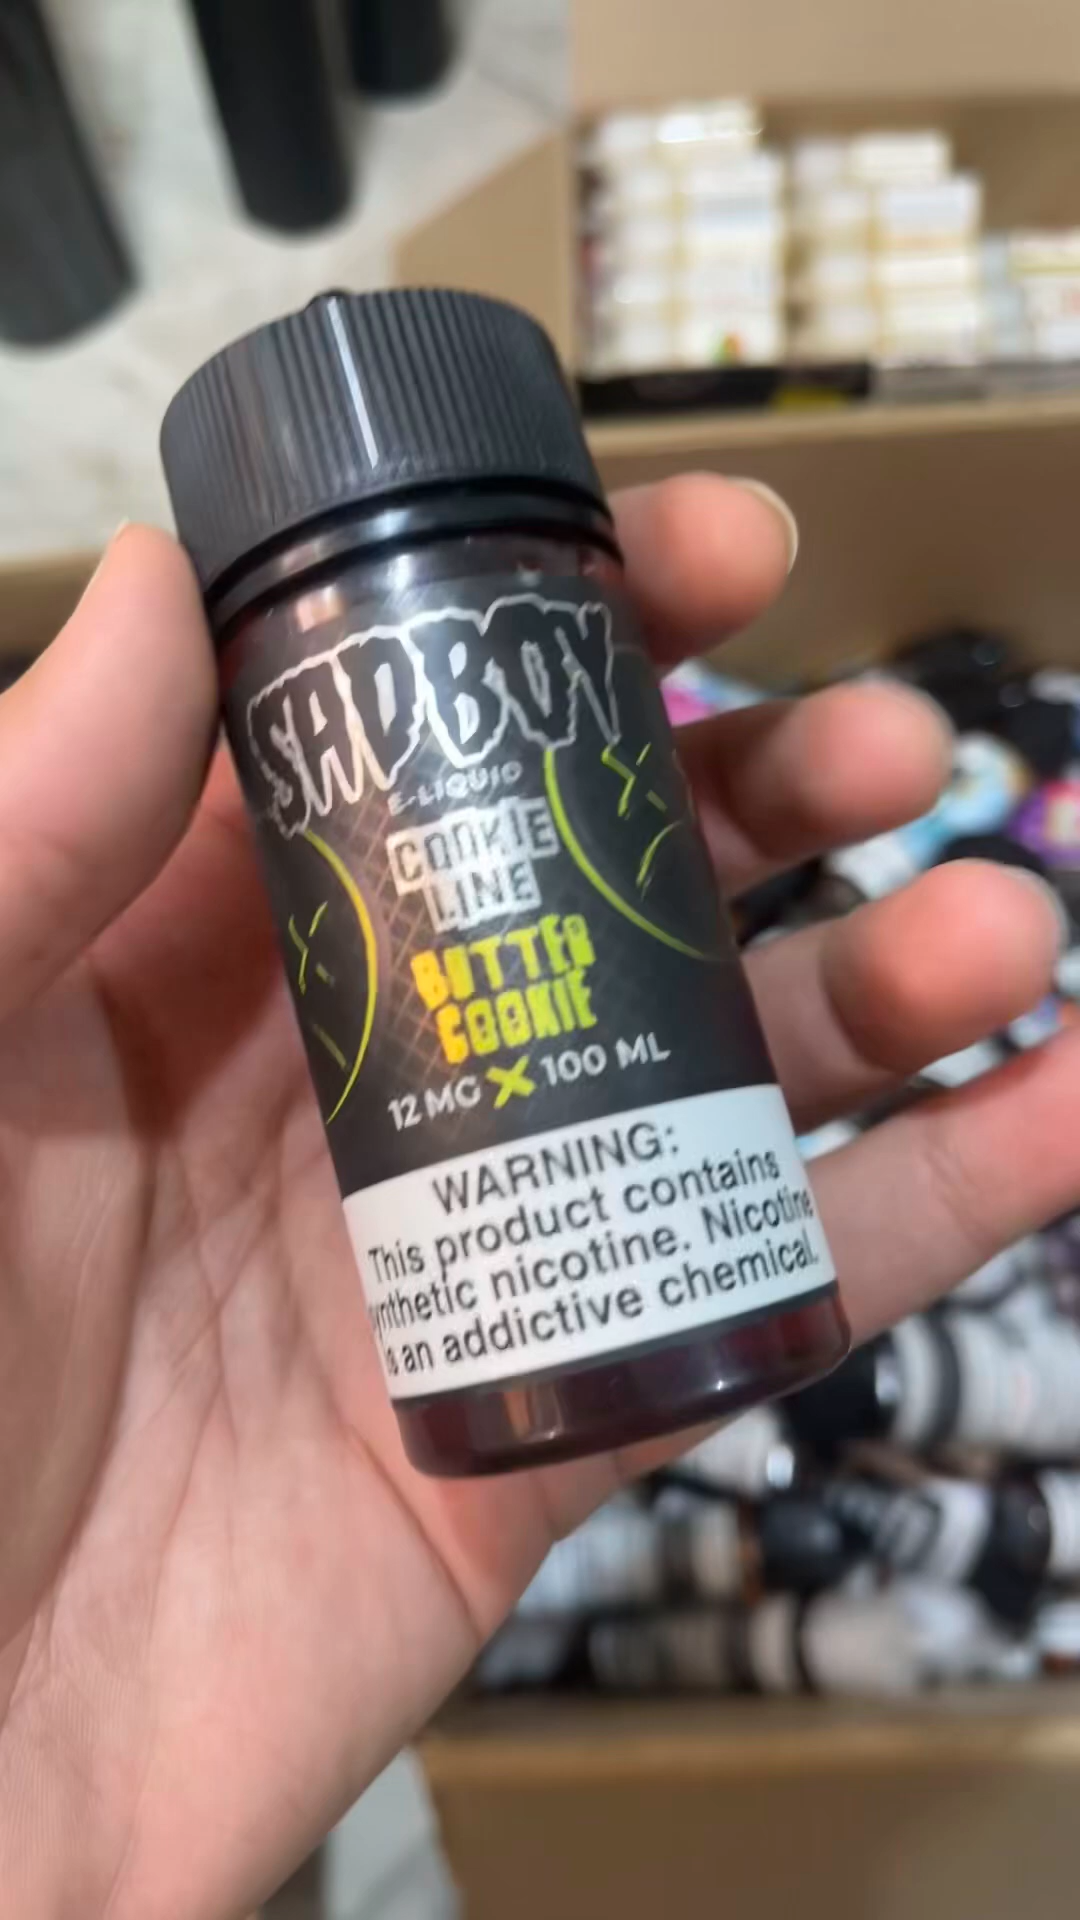 SADBOY
E-LIQUID
COOKIE
LINE
BUTTER
COOKIE
12 MG X 100 ML
WARNING:
This product contains
ynthetic nicotine. Nicotine
is an addictive chemical.